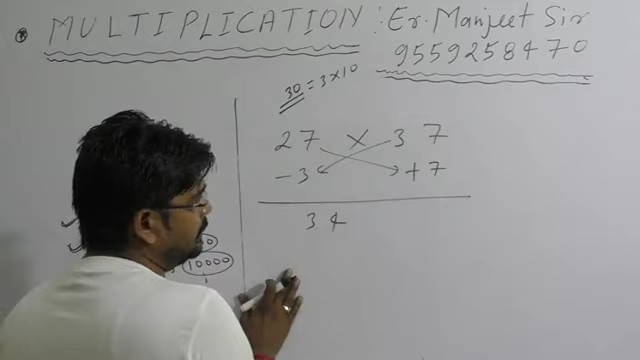 MULTIPLICATION : Er. Manjeet Sir
9559258470
30 = 3 x 10
27 x 37
-3 +7
34
10000